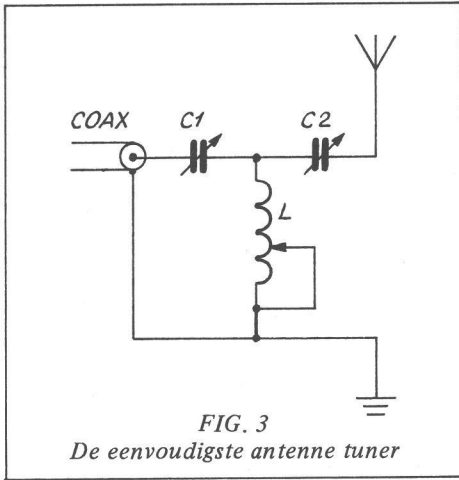 COAX
C1
C2
L
FIG. 3
De eenvoudigste antenne tuner